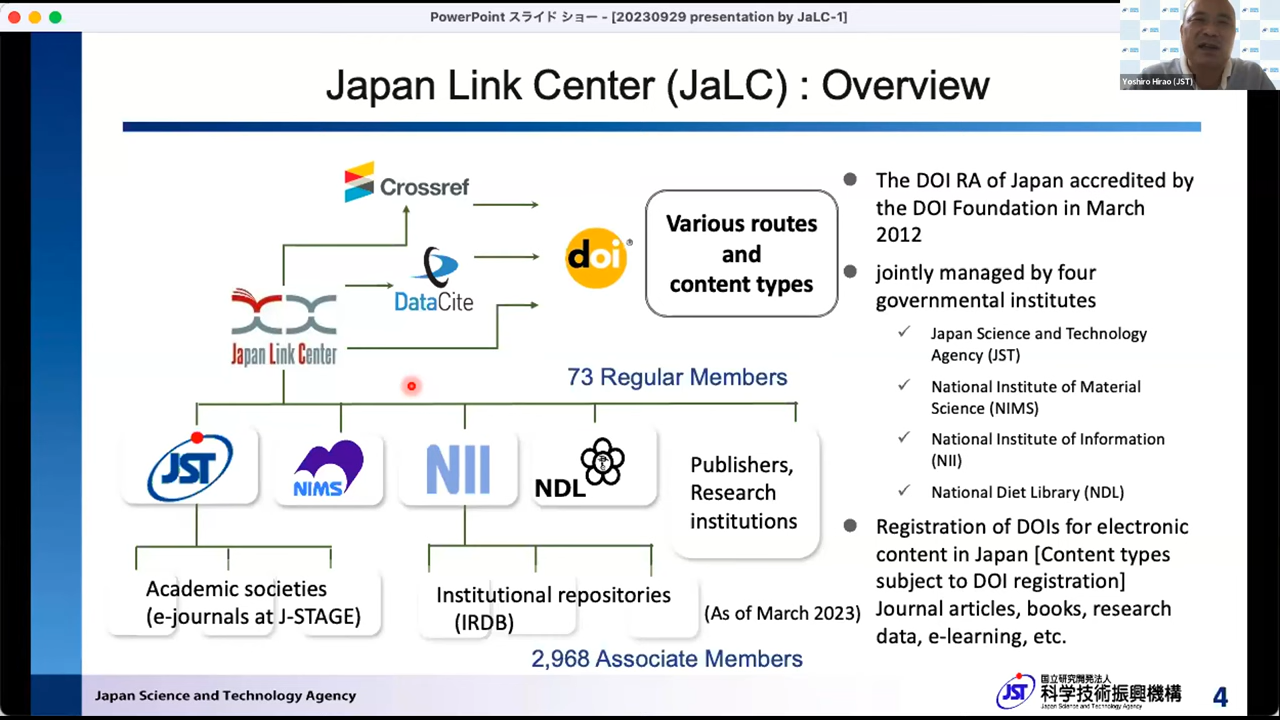 PowerPoint スライド ショー - [20230929 presentation by JaLC-1]
Yoshiro Hirao (JST)
Japan Link Center (JaLC) : Overview
Crossref
DataCite
Japan Link Center
doi®
Various routes
and
content types
73 Regular Members
JST
NIMS
NII
NDL
Publishers,
Research
institutions
Academic societies
(e-journals at J-STAGE)
Institutional repositories
(IRDB)
(As of March 2023)
2,968 Associate Members
The DOI RA of Japan accredited by
the DOI Foundation in March
2012
jointly managed by four
governmental institutes
Japan Science and Technology
Agency (JST)
National Institute of Material
Science (NIMS)
National Institute of Information
(NII)
National Diet Library (NDL)
Registration of DOIs for electronic
content in Japan [Content types
subject to DOI registration]
Journal articles, books, research
data, e-learning, etc.
Japan Science and Technology Agency
JST
国立研究開発法人
科学技術振興機構
Japan Science and Technology Agency
4